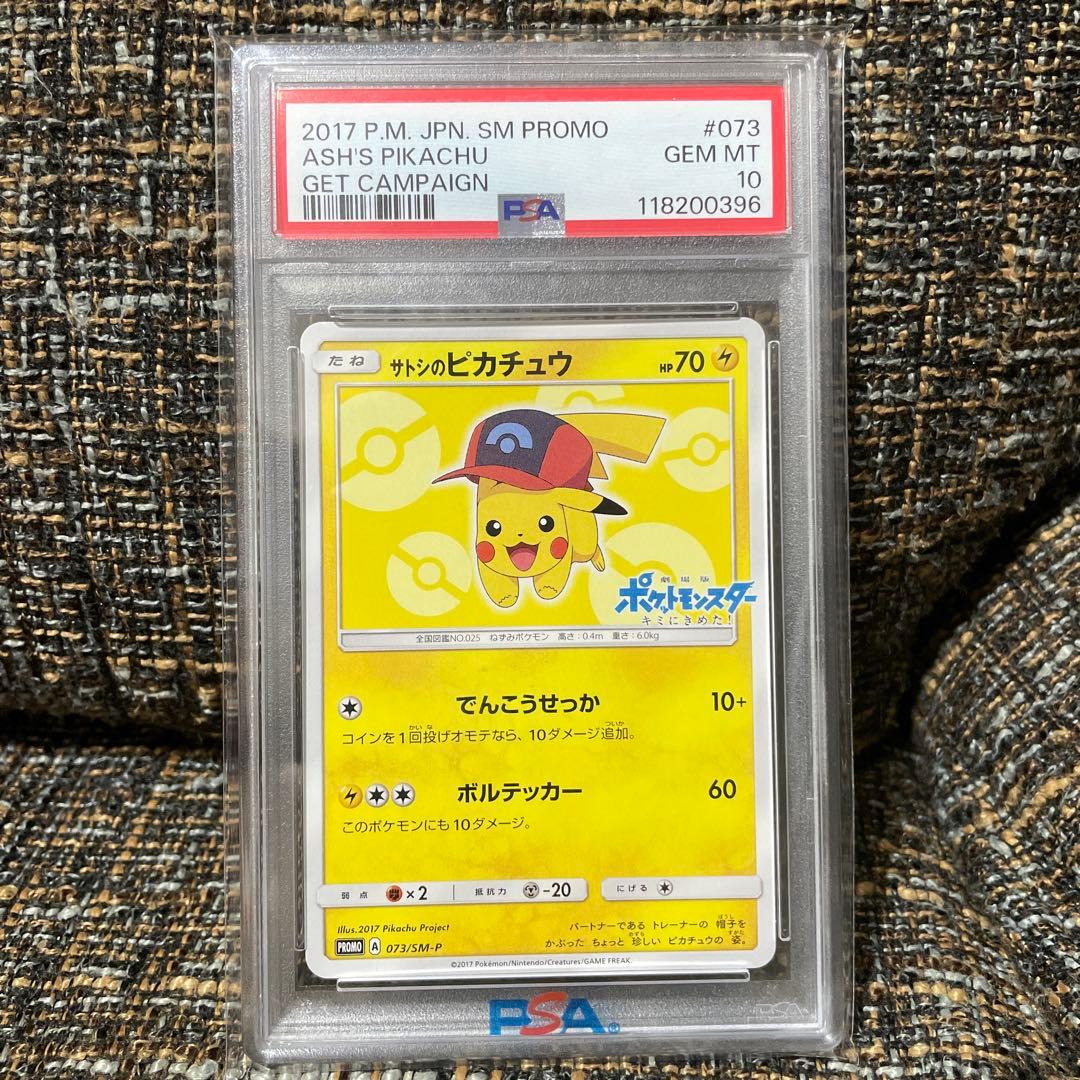 2017 P.M. JPN. SM PROMO #073
ASH'S PIKACHU GEM MT
GET CAMPAIGN 10
PSA 118200396
たね サトシのピカチュウ HP70
劇場版
ポケットモンスター
キミにきめた!
全国図鑑NO.025 ねずみポケモン 高さ:0.4m 重さ:6.0kg
でんこうせっか 10+
コインを1回投げオモテなら、10ダメージ追加。
ボルテッカー 60
このポケモンにも10ダメージ。
弱点 ×2 抵抗力 -20 にげる
Illus.2017 Pikachu Project
PROMO A 073/SM-P
パートナーである トレーナーの 帽子を
かぶった ちょっと 珍しい ピカチュウの 姿。
©2017 Pokémon/Nintendo/Creatures/GAME FREAK.
PSA®